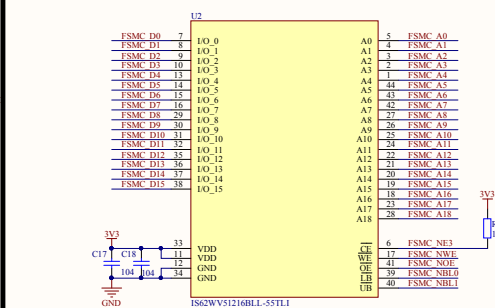 U2
FSMC_D0 7 I/O_0 A0 5 FSMC_A0
FSMC_D1 8 I/O_1 A1 4 FSMC_A1
FSMC_D2 9 I/O_2 A2 3 FSMC_A2
FSMC_D3 10 I/O_3 A3 2 FSMC_A3
FSMC_D4 13 I/O_4 A4 1 FSMC_A4
FSMC_D5 14 I/O_5 A5 44 FSMC_A5
FSMC_D6 15 I/O_6 A6 43 FSMC_A6
FSMC_D7 16 I/O_7 A7 42 FSMC_A7
FSMC_D8 29 I/O_8 A8 27 FSMC_A8
FSMC_D9 30 I/O_9 A9 26 FSMC_A9
FSMC_D10 31 I/O_10 A10 25 FSMC_A10
FSMC_D11 32 I/O_11 A11 24 FSMC_A11
FSMC_D12 35 I/O_12 A12 22 FSMC_A12
FSMC_D13 36 I/O_13 A13 21 FSMC_A13
FSMC_D14 37 I/O_14 A14 20 FSMC_A14
FSMC_D15 38 I/O_15 A15 19 FSMC_A15
A16 18 FSMC_A16
A17 23 FSMC_A17
A18 28 FSMC_A18
3V3
3V3
33 VDD CE 6 FSMC_NE3
C17 C18 11 VDD WE 17 FSMC_NWE
12 GND OE 41 FSMC_NOE
104 104 34 GND LB 39 FSMC_NBL0
UB 40 FSMC_NBL1
GND
IS62WV51216BLL-55TLI